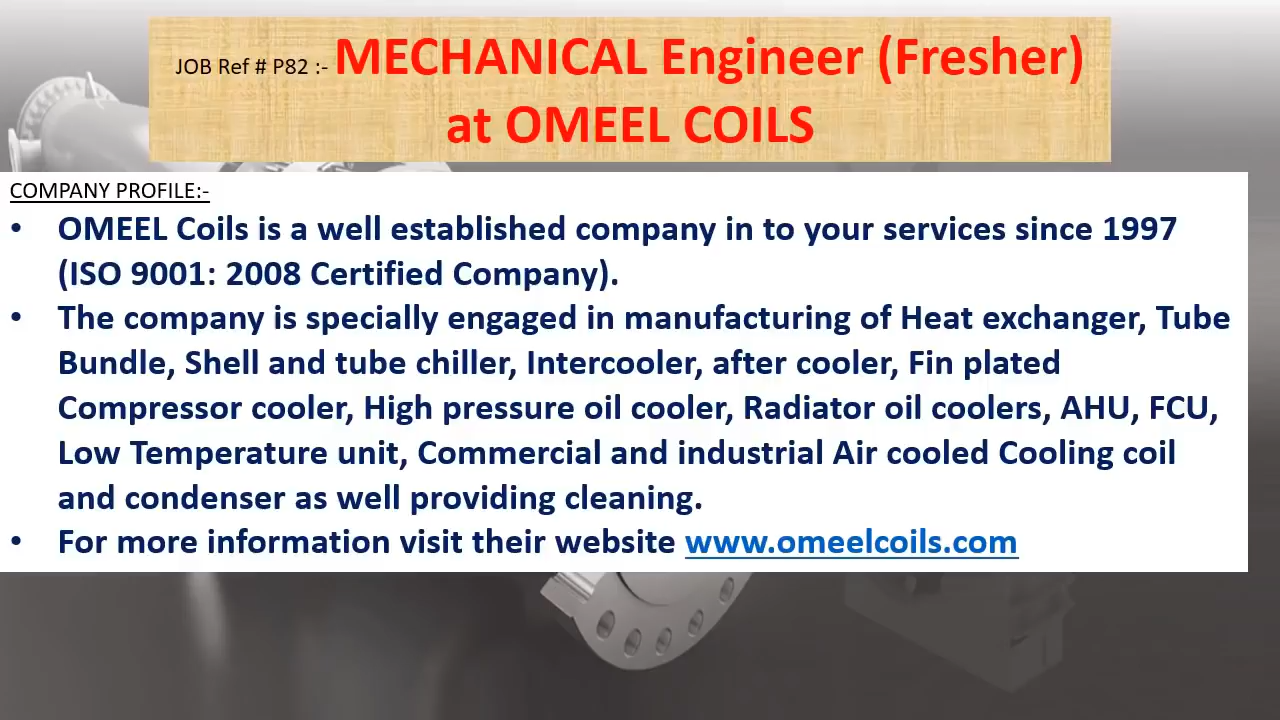 JOB Ref # P82 :- MECHANICAL Engineer (Fresher)
at OMEEL COILS
COMPANY PROFILE:-
• OMEEL Coils is a well established company in to your services since 1997
(ISO 9001: 2008 Certified Company).
• The company is specially engaged in manufacturing of Heat exchanger, Tube
Bundle, Shell and tube chiller, Intercooler, after cooler, Fin plated
Compressor cooler, High pressure oil cooler, Radiator oil coolers, AHU, FCU,
Low Temperature unit, Commercial and industrial Air cooled Cooling coil
and condenser as well providing cleaning.
• For more information visit their website www.omeelcoils.com